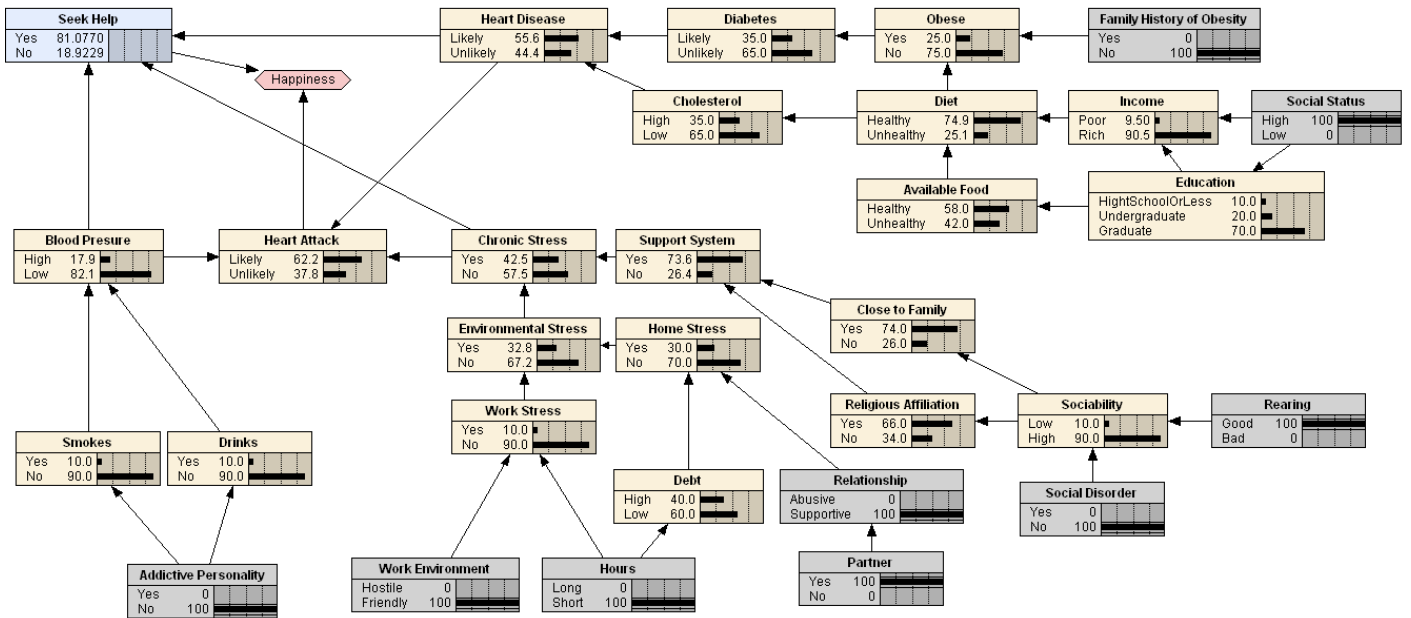 Seek Help
Yes 81.0770
No 18.9229
Heart Disease
Likely 55.6
Unlikely 44.4
Diabetes
Likely 35.0
Unlikely 65.0
Obese
Yes 25.0
No 75.0
Family History of Obesity
Yes 0
No 100
Happiness
Cholesterol
High 35.0
Low 65.0
Diet
Healthy 74.9
Unhealthy 25.1
Income
Poor 9.50
Rich 90.5
Social Status
High 100
Low 0
Available Food
Healthy 58.0
Unhealthy 42.0
Education
HightSchoolOrLess 10.0
Undergraduate 20.0
Graduate 70.0
Blood Presure
High 17.9
Low 82.1
Heart Attack
Likely 62.2
Unlikely 37.8
Chronic Stress
Yes 42.5
No 57.5
Support System
Yes 73.6
No 26.4
Close to Family
Yes 74.0
No 26.0
Environmental Stress
Yes 32.8
No 67.2
Home Stress
Yes 30.0
No 70.0
Work Stress
Yes 10.0
No 90.0
Religious Affiliation
Yes 66.0
No 34.0
Sociability
Low 10.0
High 90.0
Rearing
Good 100
Bad 0
Smokes
Yes 10.0
No 90.0
Drinks
Yes 10.0
No 90.0
Debt
High 40.0
Low 60.0
Relationship
Abusive 0
Supportive 100
Social Disorder
Yes 0
No 100
Addictive Personality
Yes 0
No 100
Work Environment
Hostile 0
Friendly 100
Hours
Long 0
Short 100
Partner
Yes 100
No 0